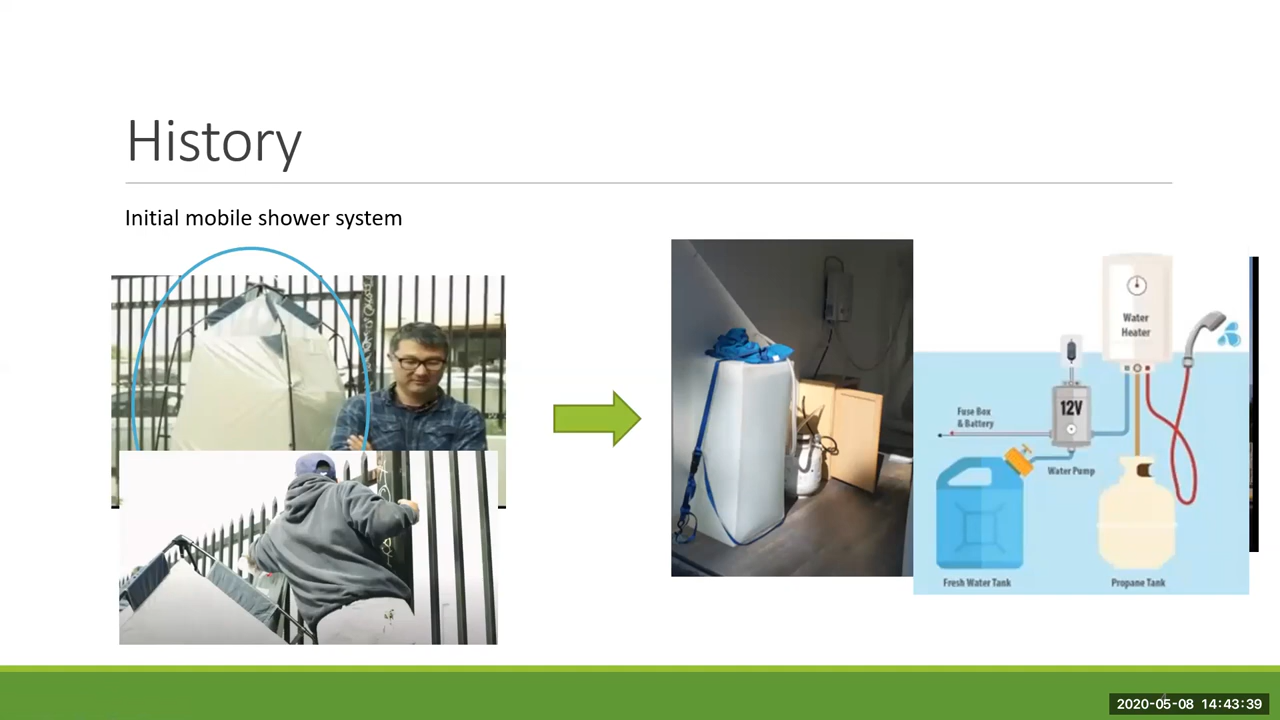 History
Initial mobile shower system
Water
Heater
12V
Fuse Box
& Battery
Water Pump
Fresh Water Tank
Propane Tank
2020-05-08 14:43:39